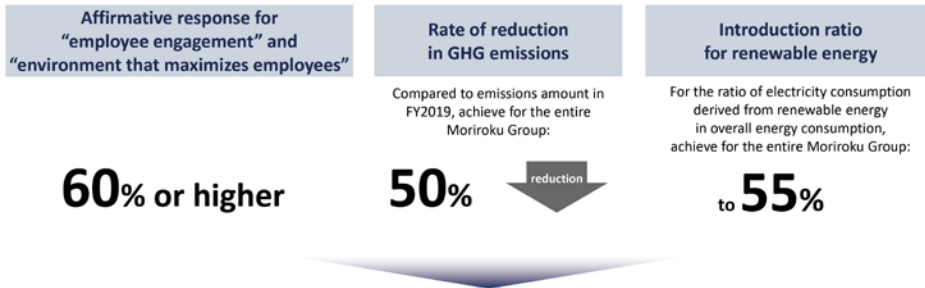 Affirmative response for
“employee engagement” and
“environment that maximizes employees”
60% or higher
Rate of reduction
in GHG emissions
Compared to emissions amount in
FY2019, achieve for the entire
Moriroku Group:
50%
reduction
Introduction ratio
for renewable energy
For the ratio of electricity consumption
derived from renewable energy
in overall energy consumption,
achieve for the entire Moriroku Group:
to 55%